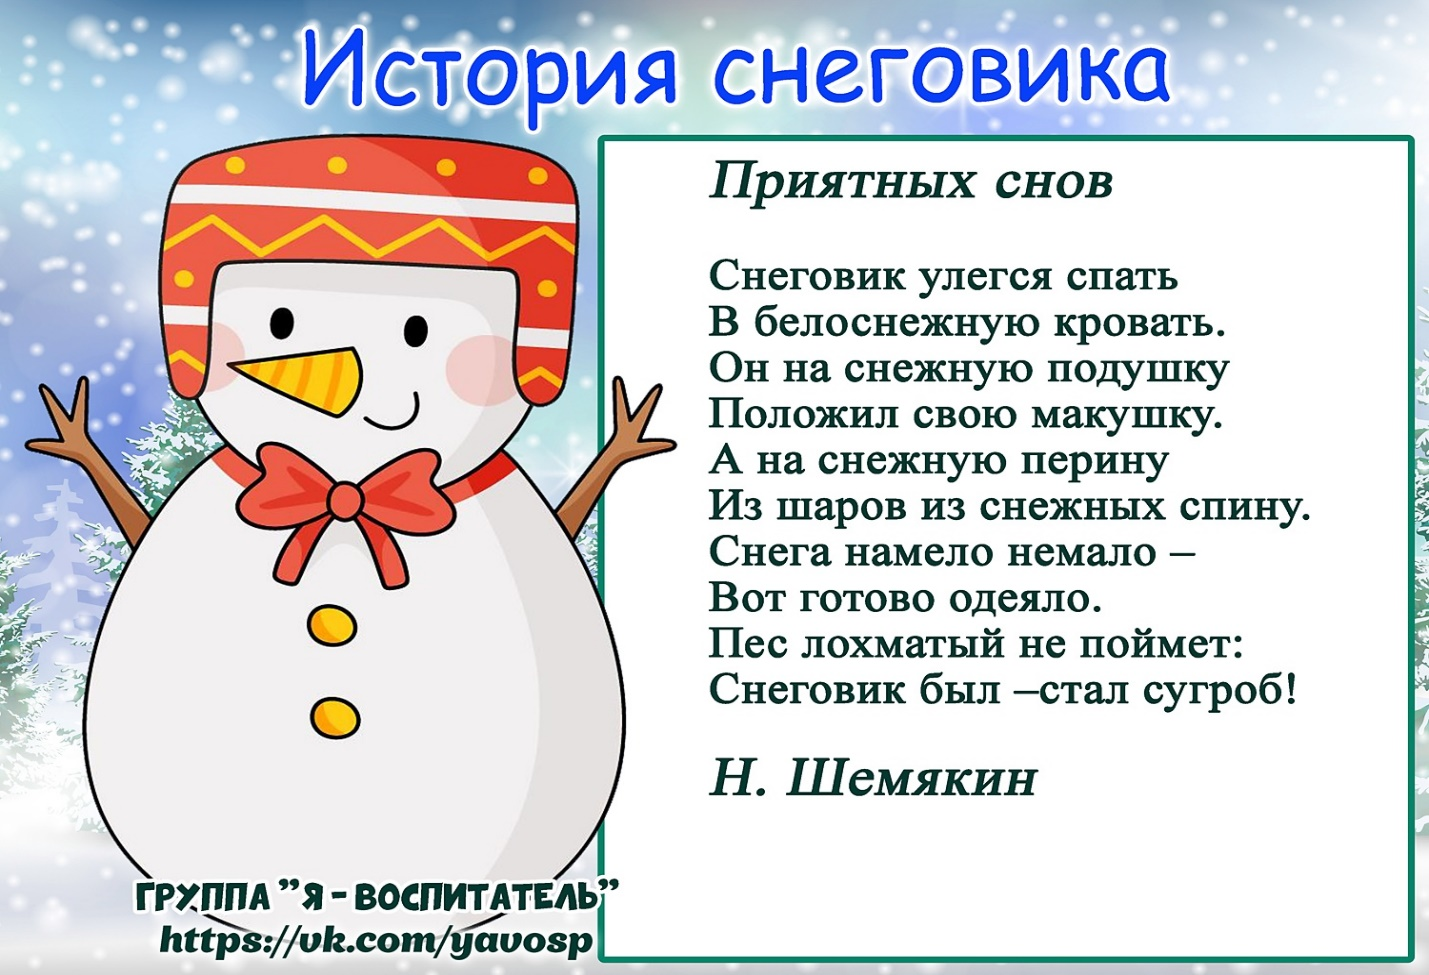 История снеговика
Приятных снов
Снеговик улегся спать
В белоснежную кровать.
Он на снежную подушку
Положил свою макушку.
А на снежную перину
Из шаров из снежных спину.
Снега намело немало –
Вот готово одеяло.
Пес лохматый не поймет:
Снеговик был –стал сугроб!
Н. Шемякин
ГРУППА "Я - ВОСПИТАТЕЛЬ"
https://vk.com/yavosp